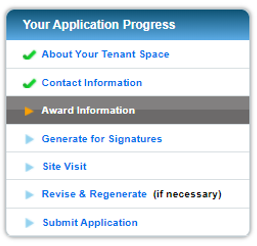 Your Application Progress
About Your Tenant Space
Contact Information
Award Information
Generate for Signatures
Site Visit
Revise & Regenerate (if necessary)
Submit Application